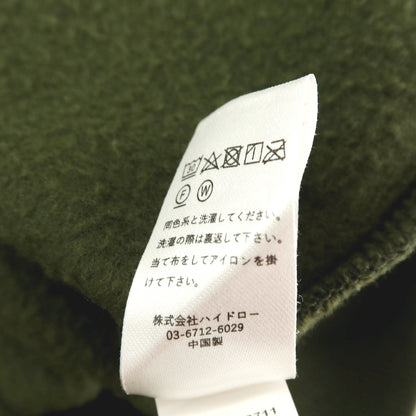 30
F W
同色系と洗濯してください。
洗濯の際は裏返して下さい。
当て布をしてアイロンを掛
けて下さい。
株式会社ハイドロー
03-6712-6029
中国製